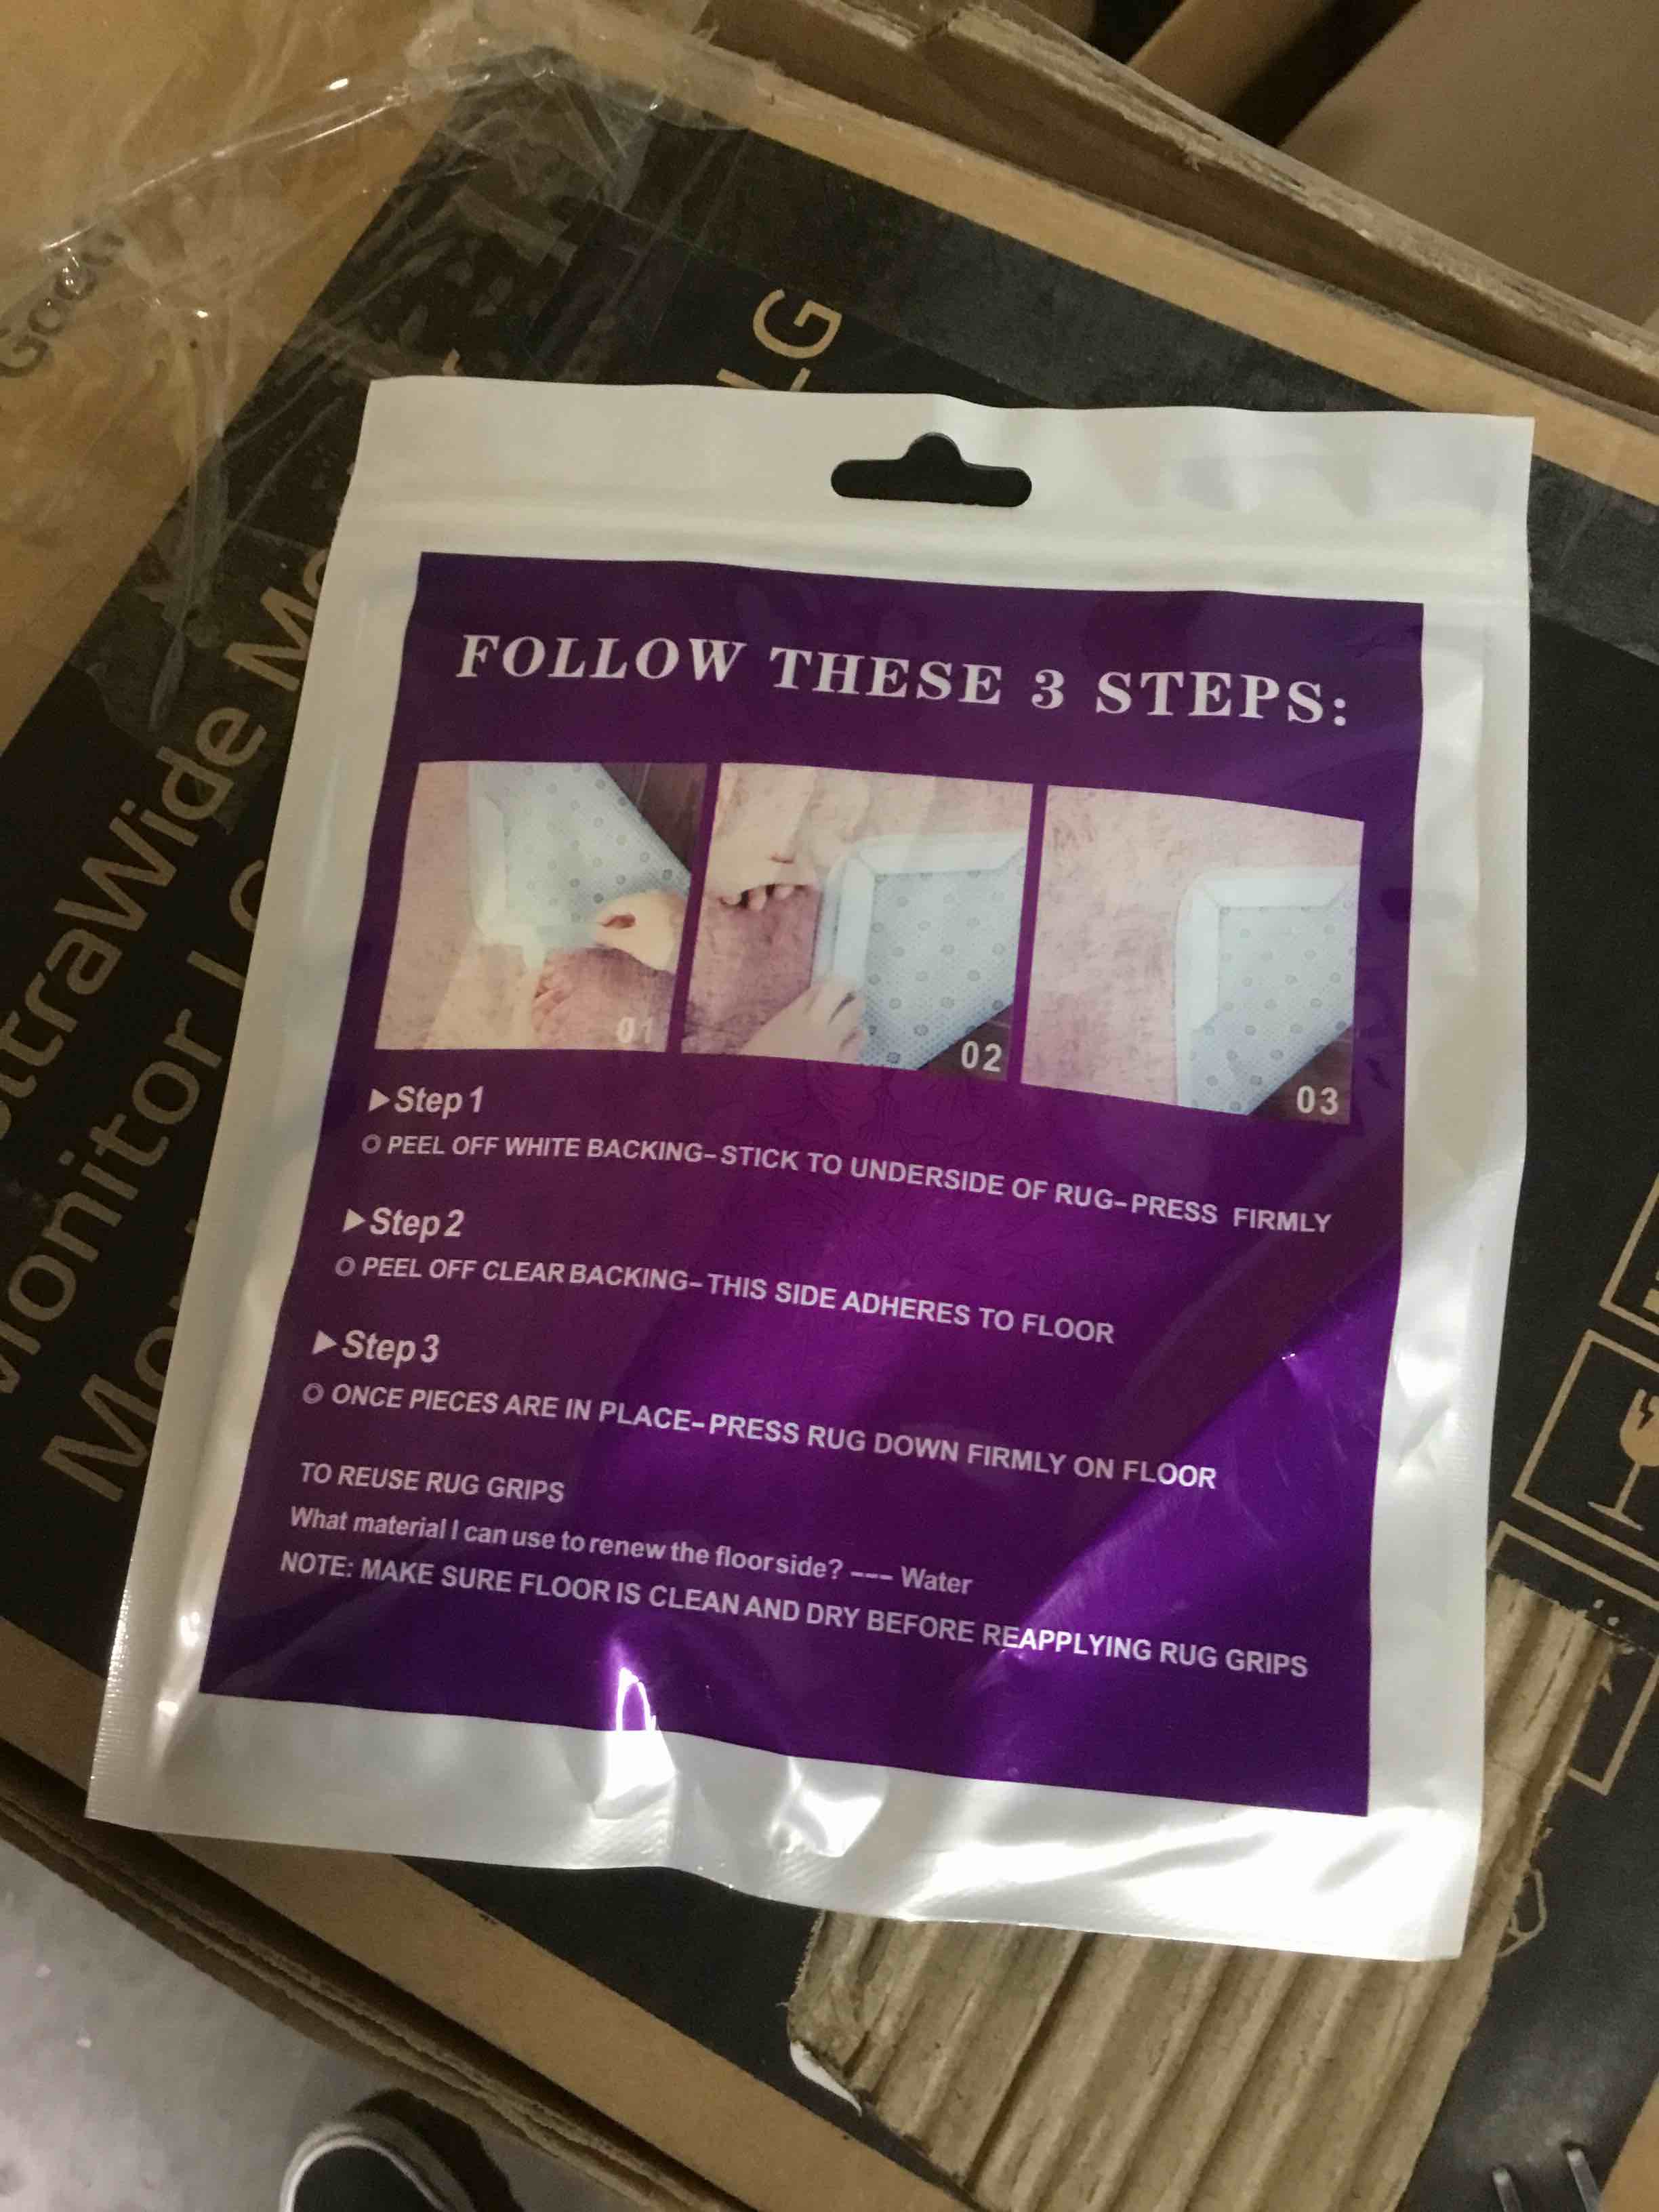 LG
UltraWide
Monitor
FOLLOW THESE 3 STEPS:
01
02
03
▶Step 1
◎ PEEL OFF WHITE BACKING-STICK TO UNDERSIDE OF RUG-PRESS FIRMLY
▶Step 2
◎ PEEL OFF CLEAR BACKING-THIS SIDE ADHERES TO FLOOR
▶Step 3
◎ ONCE PIECES ARE IN PLACE-PRESS RUG DOWN FIRMLY ON FLOOR
TO REUSE RUG GRIPS
What material I can use to renew the floor side? --- Water
NOTE: MAKE SURE FLOOR IS CLEAN AND DRY BEFORE REAPPLYING RUG GRIPS